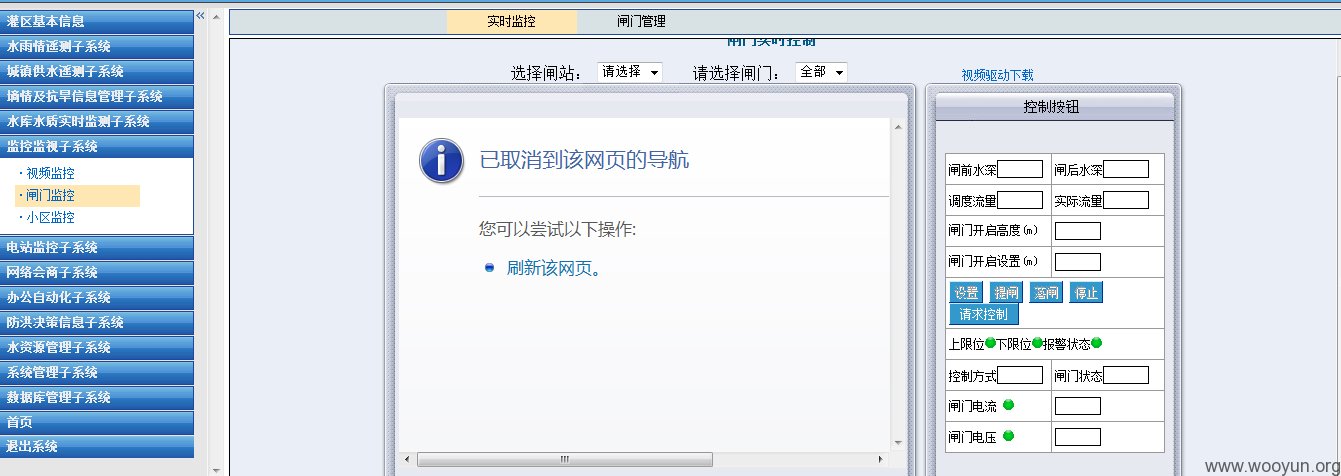 灌区基本信息
水雨情遥测子系统
城镇供水遥测子系统
墒情及抗旱信息管理子系统
水库水质实时监测子系统
监控监视子系统
·视频监控
·闸门监控
·小区监控
电站监控子系统
网络会商子系统
办公自动化子系统
防洪决策信息子系统
水资源管理子系统
系统管理子系统
数据库管理子系统
首页
退出系统
«
实时监控 闸门管理
闸门实时控制
选择闸站： 请选择 请选择闸门： 全部 视频驱动下载
已取消到该网页的导航
您可以尝试以下操作:
刷新该网页。
控制按钮
闸前水深 闸后水深
调度流量 实际流量
闸门开启高度(m)
闸门开启设置(m)
设置 提闸 落闸 停止
请求控制
上限位 下限位 报警状态
控制方式 闸门状态
闸门电流
闸门电压
www.wooyun.org